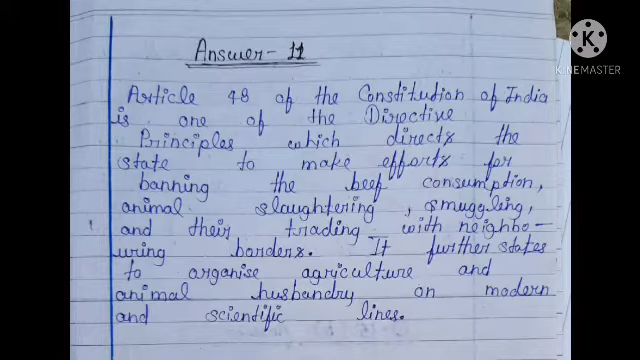 Answer - 11
Article 48 of the Constitution of India
is one of the Directive
Principles which directs the
state to make efforts for
banning the beef consumption,
animal slaughtering, smuggling,
and their trading with neighbo-
uring borders. It further states
to organise agriculture and
animal husbandry on modern
and scientific lines.
KINEMASTER